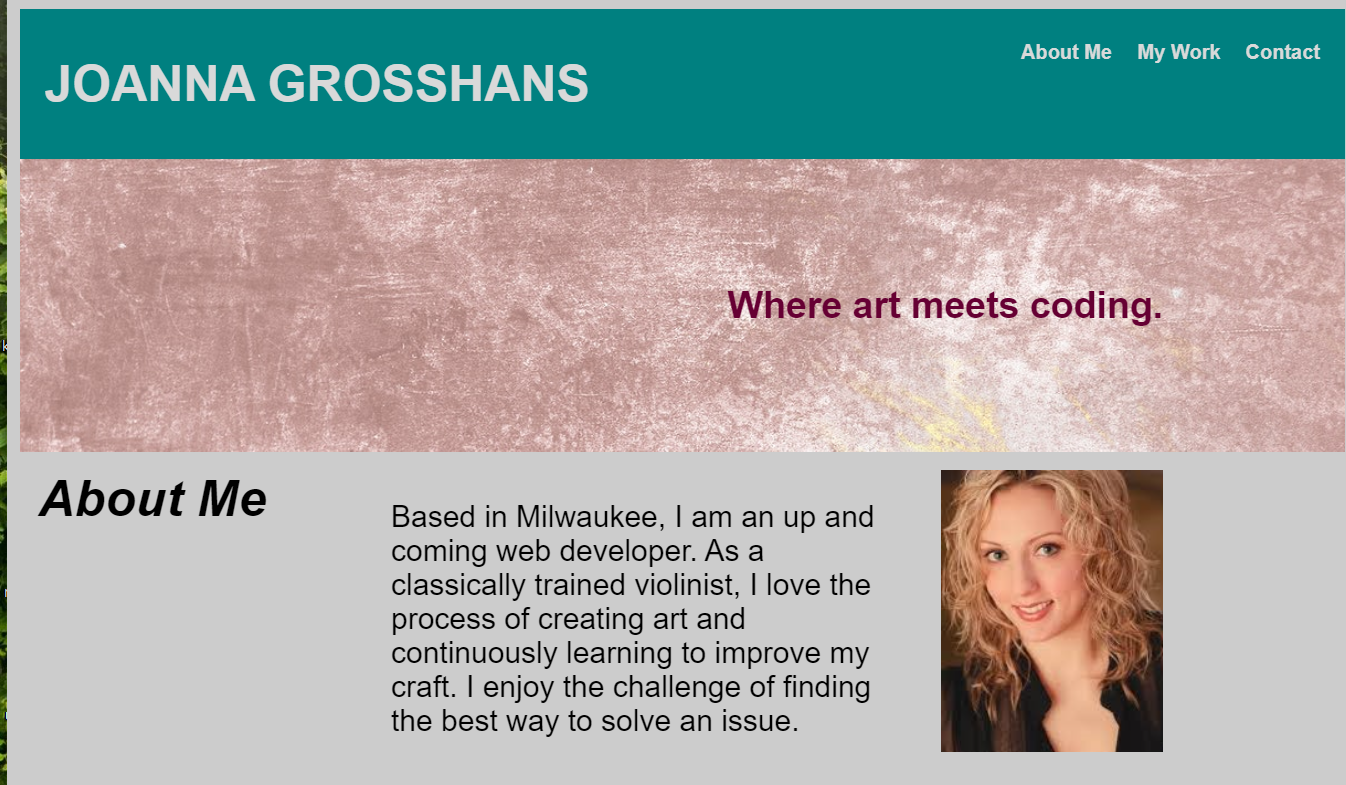 JOANNA GROSSHANS
About Me My Work Contact
Where art meets coding.
About Me
Based in Milwaukee, I am an up and
coming web developer. As a
classically trained violinist, I love the
process of creating art and
continuously learning to improve my
craft. I enjoy the challenge of finding
the best way to solve an issue.